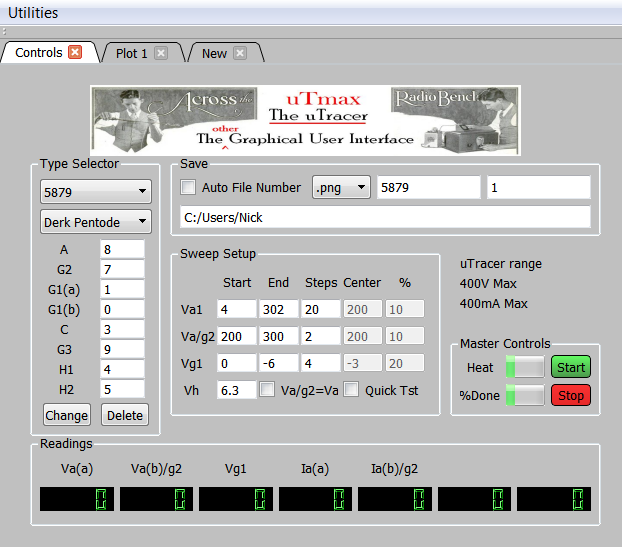 Utilities
Controls Plot 1 New
Across the uTmax Radio Bench
The uTracer
other
The Graphical User Interface
Type Selector
5879
Derk Pentode
A 8
G2 7
G1(a) 1
G1(b) 0
C 3
G3 9
H1 4
H2 5
Change Delete
Save
Auto File Number .png 5879 1
C:/Users/Nick
Sweep Setup
Start End Steps Center %
Va1 4 302 20 200 10
Va/g2 200 300 2 200 10
Vg1 0 -6 4 -3 20
Vh 6.3 Va/g2=Va Quick Tst
uTracer range
400V Max
400mA Max
Master Controls
Heat Start
%Done Stop
Readings
Va(a) Va(b)/g2 Vg1 Ia(a) Ia(b)/g2
0 0 0 0 0 0 0